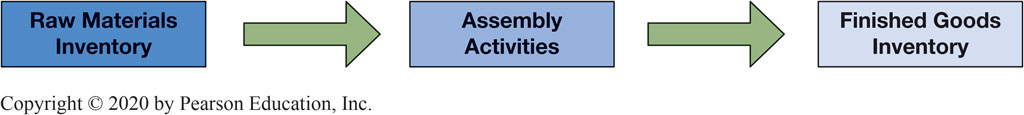 Raw Materials
Inventory
Assembly
Activities
Finished Goods
Inventory
Copyright © 2020 by Pearson Education, Inc.